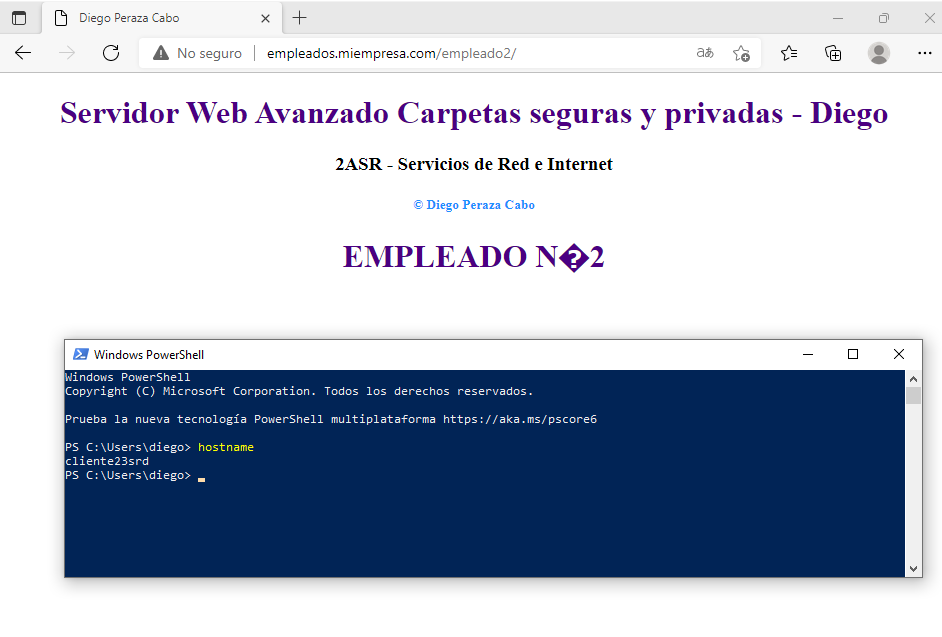 Diego Peraza Cabo
No seguro
empleados.miempresa.com/empleado2/
aあ
Servidor Web Avanzado Carpetas seguras y privadas - Diego
2ASR - Servicios de Red e Internet
© Diego Peraza Cabo
EMPLEADO N�2
Windows PowerShell
Windows PowerShell
Copyright (C) Microsoft Corporation. Todos los derechos reservados.
Prueba la nueva tecnología PowerShell multiplataforma https://aka.ms/pscore6
PS C:\Users\diego> hostname
cliente23srd
PS C:\Users\diego>